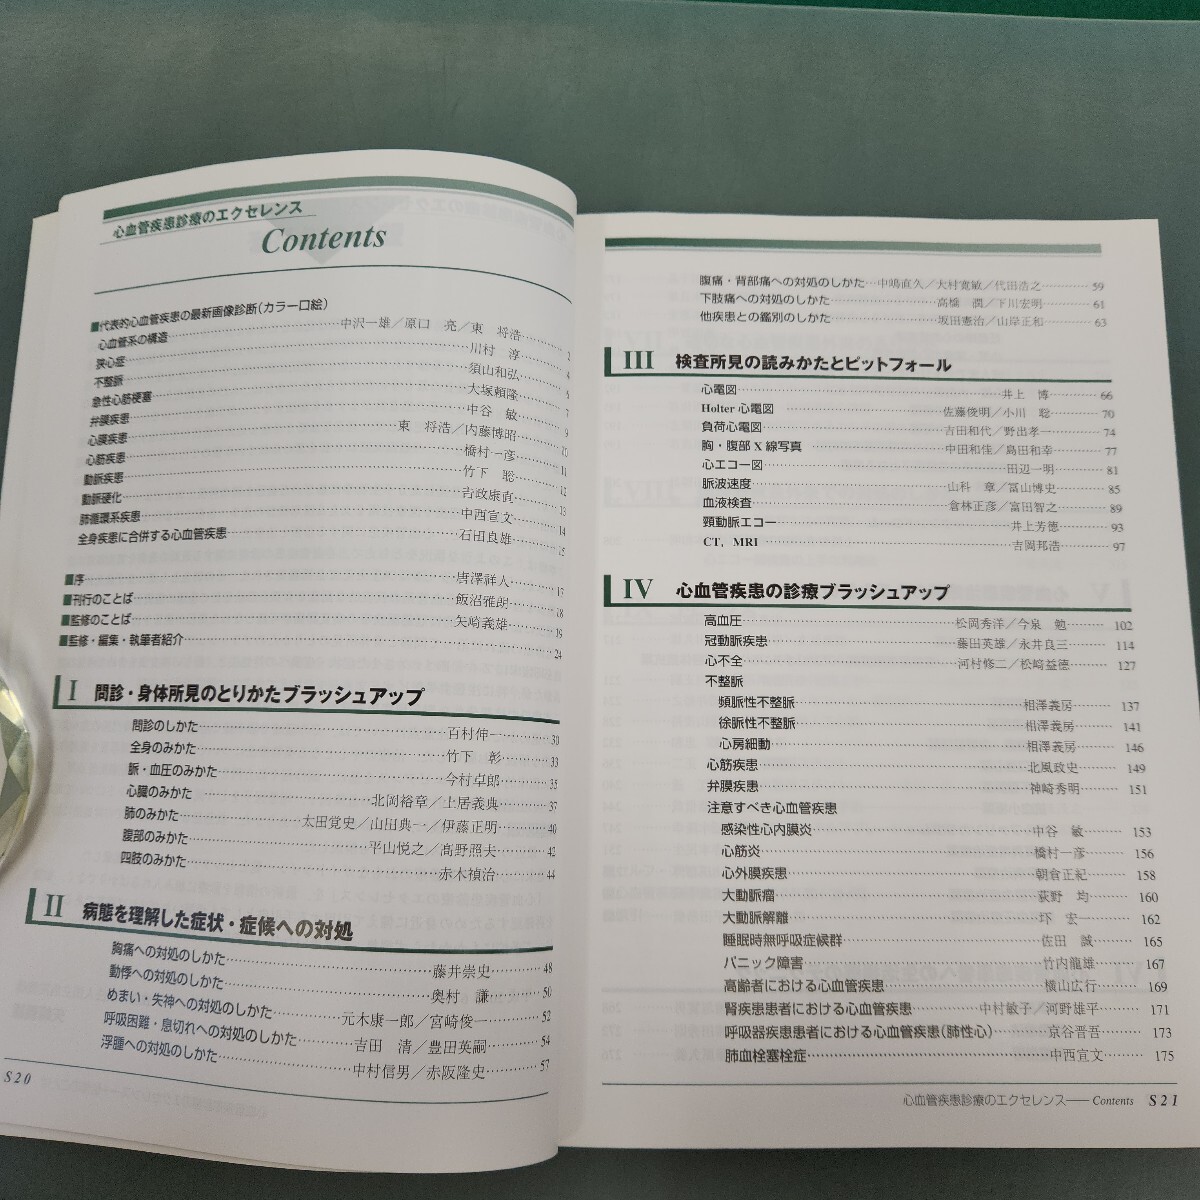 心血管疾患診療のエクセレンス
Contents
■代表的心血管疾患の最新画像診断(カラー口絵)
心血管系の構造 中沢一雄／原口 亮／東 将浩
狭心症 川村 淳 4
不整脈 須山和弘 6
急性心筋梗塞 大塚頼隆 7
弁膜疾患 中谷 敏 9
心膜疾患 東 将浩／内藤博昭 10
心筋疾患 橋村一彦 11
動脈疾患 竹下 聡 12
動脈硬化 吉政康直 13
肺循環系疾患 中西宣文 14
全身疾患に合併する心血管疾患 石田良雄 15
■序 唐澤祥人 17
■刊行のことば 飯沼雅朗 18
■監修のことば 矢﨑義雄 19
■監修・編集・執筆者紹介 24
I 問診・身体所見のとりかたブラッシュアップ
問診のしかた 百村伸一 30
全身のみかた 竹下 彰 33
脈・血圧のみかた 今村卓郎 35
心臓のみかた 北岡裕章／土居義典 37
肺のみかた 太田覚史／山田典一／伊藤正明 40
腹部のみかた 平山悦之／高野照夫 42
四肢のみかた 赤木禎治 44
II 病態を理解した症状・症候への対処
胸痛への対処のしかた 藤井崇史 48
動悸への対処のしかた 奥村 謙 50
めまい・失神への対処のしかた 元木康一郎／宮崎俊一 52
呼吸困難・息切れへの対処のしかた 吉田 清／豊田英嗣 54
浮腫への対処のしかた 中村信男／赤阪隆史 57
S20
腹痛・背部痛への対処のしかた 中嶋直久／大村寛敏／代田浩之 59
下肢痛への対処のしかた 高橋 潤／下川宏明 61
他疾患との鑑別のしかた 坂田憲治／山岸正和 63
III 検査所見の読みかたとピットフォール
心電図 井上 博 66
Holter 心電図 佐藤俊明／小川 聡 70
負荷心電図 吉田和代／野出孝一 74
胸・腹部 X 線写真 中田和佳／島田和幸 77
心エコー図 田辺一明 81
脈波速度 山科 章／冨山博史 85
血液検査 倉林正彦／富田智之 89
頸動脈エコー 井上芳徳 93
CT，MRI 吉岡邦浩 97
IV 心血管疾患の診療ブラッシュアップ
高血圧 松岡秀洋／今泉 勉 102
冠動脈疾患 藤田英雄／永井良三 114
心不全 河村修二／松﨑益德 127
不整脈
頻脈性不整脈 相澤義房 137
徐脈性不整脈 相澤義房 141
心房細動 相澤義房 146
心筋疾患 北風政史 149
弁膜疾患 神﨑秀明 151
注意すべき心血管疾患
感染性心内膜炎 中谷 敏 153
心筋炎 橋村一彦 156
心外膜疾患 朝倉正紀 158
大動脈瘤 荻野 均 160
大動脈解離 圷 宏一 162
睡眠時無呼吸症候群 佐田 誠 165
パニック障害 竹内龍雄 167
高齢者における心血管疾患 横山広行 169
腎疾患患者における心血管疾患 中村敏子／河野雄平 171
呼吸器疾患患者における心血管疾患(肺性心) 京谷晋吾 173
肺血栓塞栓症 中西宣文 175
心血管疾患診療のエクセレンス—— Contents S21